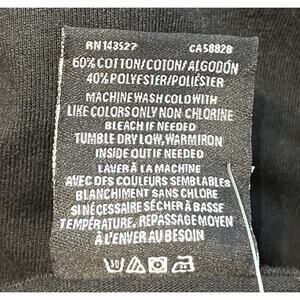 RN 143527 CA 58828
60% COTTON/COTON/ALGODÓN
40% POLYESTER/POLIÉSTER
MACHINE WASH COLD WITH
LIKE COLORS ONLY NON-CHLORINE
BLEACH IF NEEDED
TUMBLE DRY LOW, WARM IRON
INSIDE OUT IF NEEDED
LAVER À LA MACHINE
AVEC DES COULEURS SEMBLABLES
BLANCHIMENT SANS CHLORE
SI NÉCESSAIRE SÉCHER À BASSE
TEMPÉRATURE, REPASSAGE MOYEN
À L'ENVER AU BESOIN